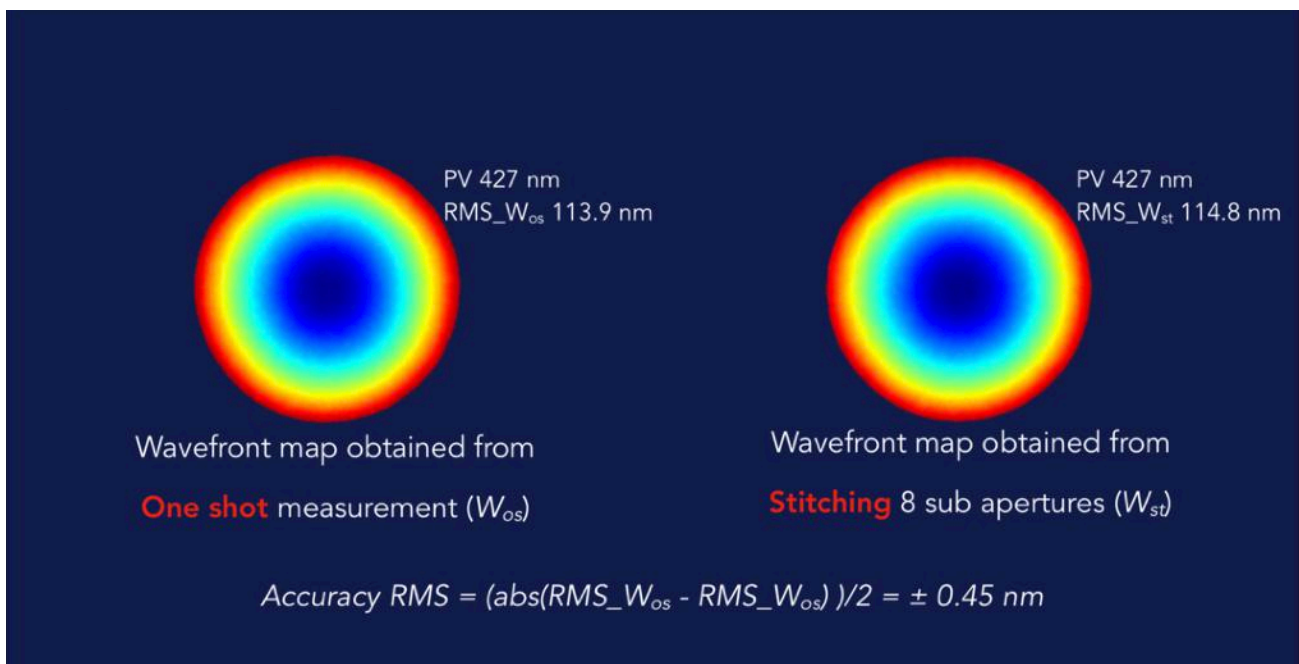 PV 427 nm
RMS_Wos 113.9 nm
PV 427 nm
RMS_Wst 114.8 nm
Wavefront map obtained from
One shot measurement (Wos)
Wavefront map obtained from
Stitching 8 sub apertures (Wst)
Accuracy RMS = (abs(RMS_Wos - RMS_Wos) )/2 = ± 0.45 nm